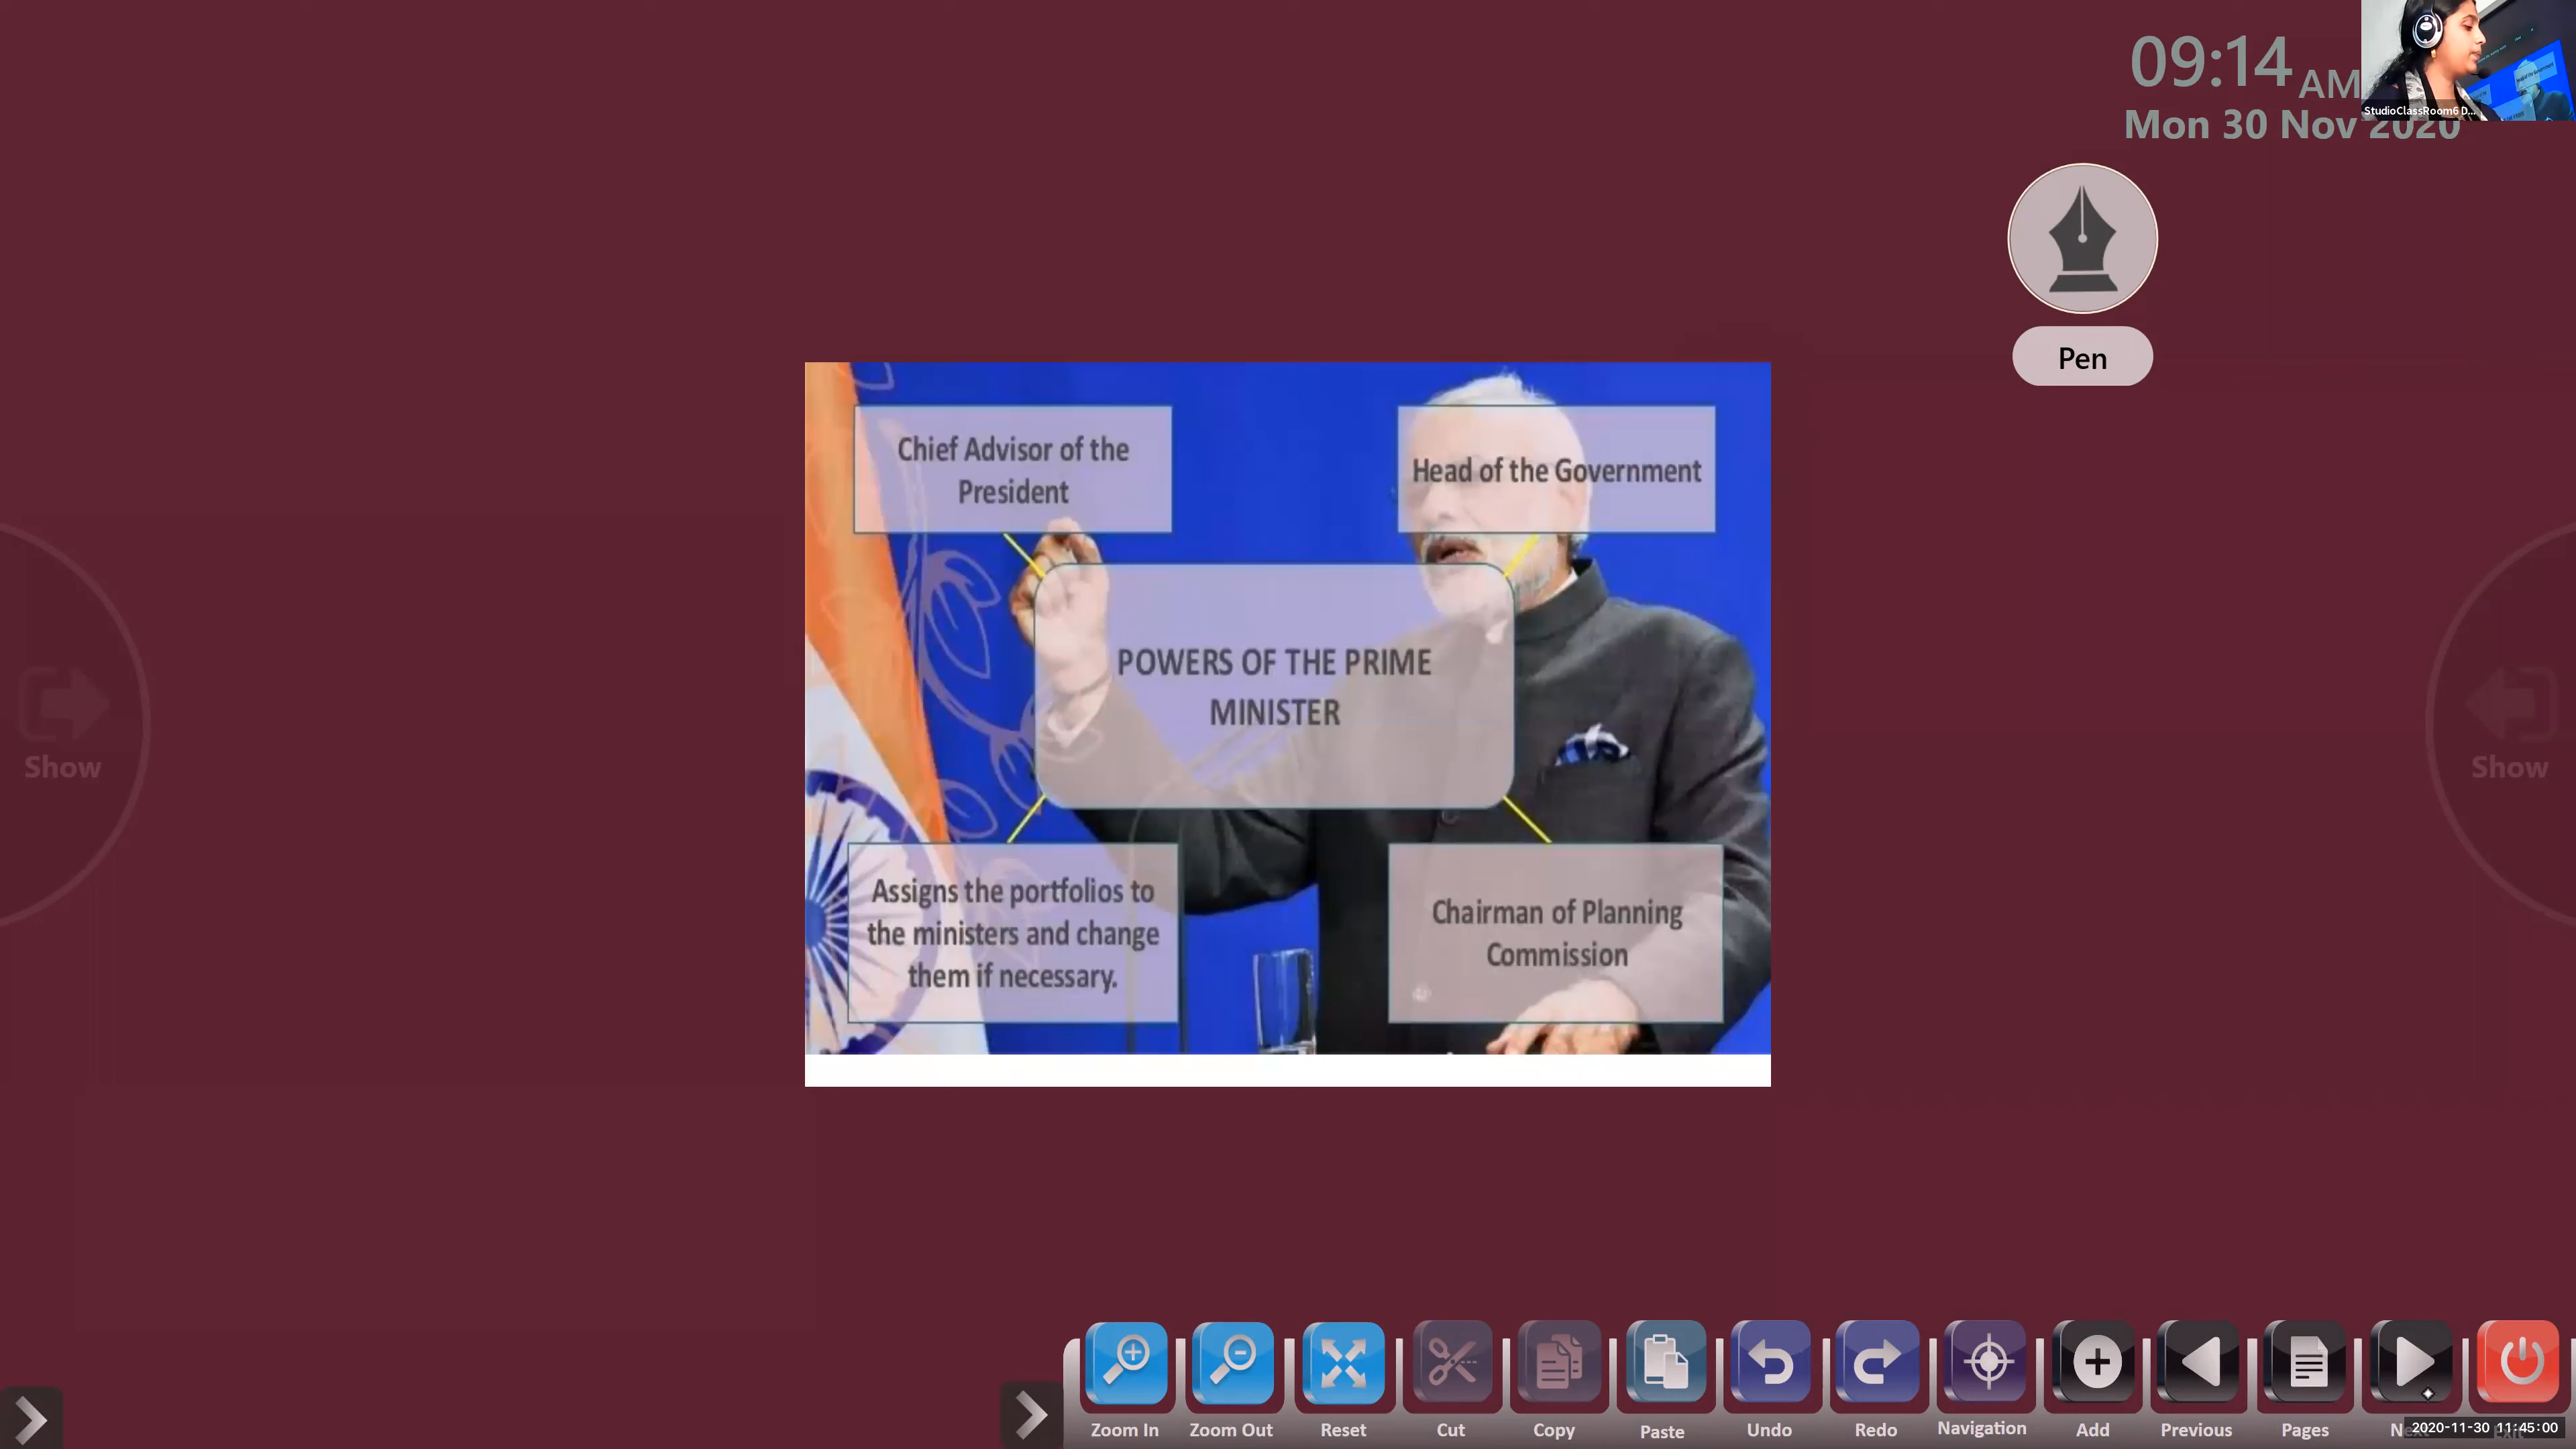 09:14 AM
Mon 30 Nov 2020
StudioClassRoom6 D...
Pen
Chief Advisor of the
President
Head of the Government
POWERS OF THE PRIME
MINISTER
Show
Show
Assigns the portfolios to
the ministers and change
them if necessary.
Chairman of Planning
Commission
Zoom In
Zoom Out
Reset
Cut
Copy
Paste
Undo
Redo
Navigation
Add
Previous
Pages
2020-11-30 11:45:00